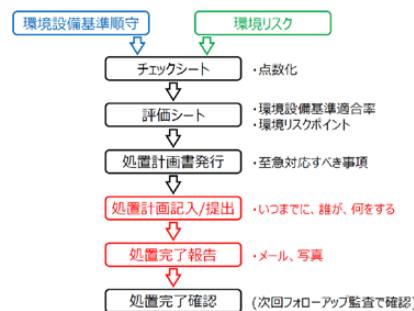 環境設備基準順守
環境リスク
チェックシート
・点数化
評価シート
・環境設備基準適合率
・環境リスクポイント
処置計画書発行
・至急対応すべき事項
処置計画記入/提出
・いつまでに、誰が、何をする
処置完了報告
・メール、写真
処置完了確認
(次回フォローアップ監査で確認)